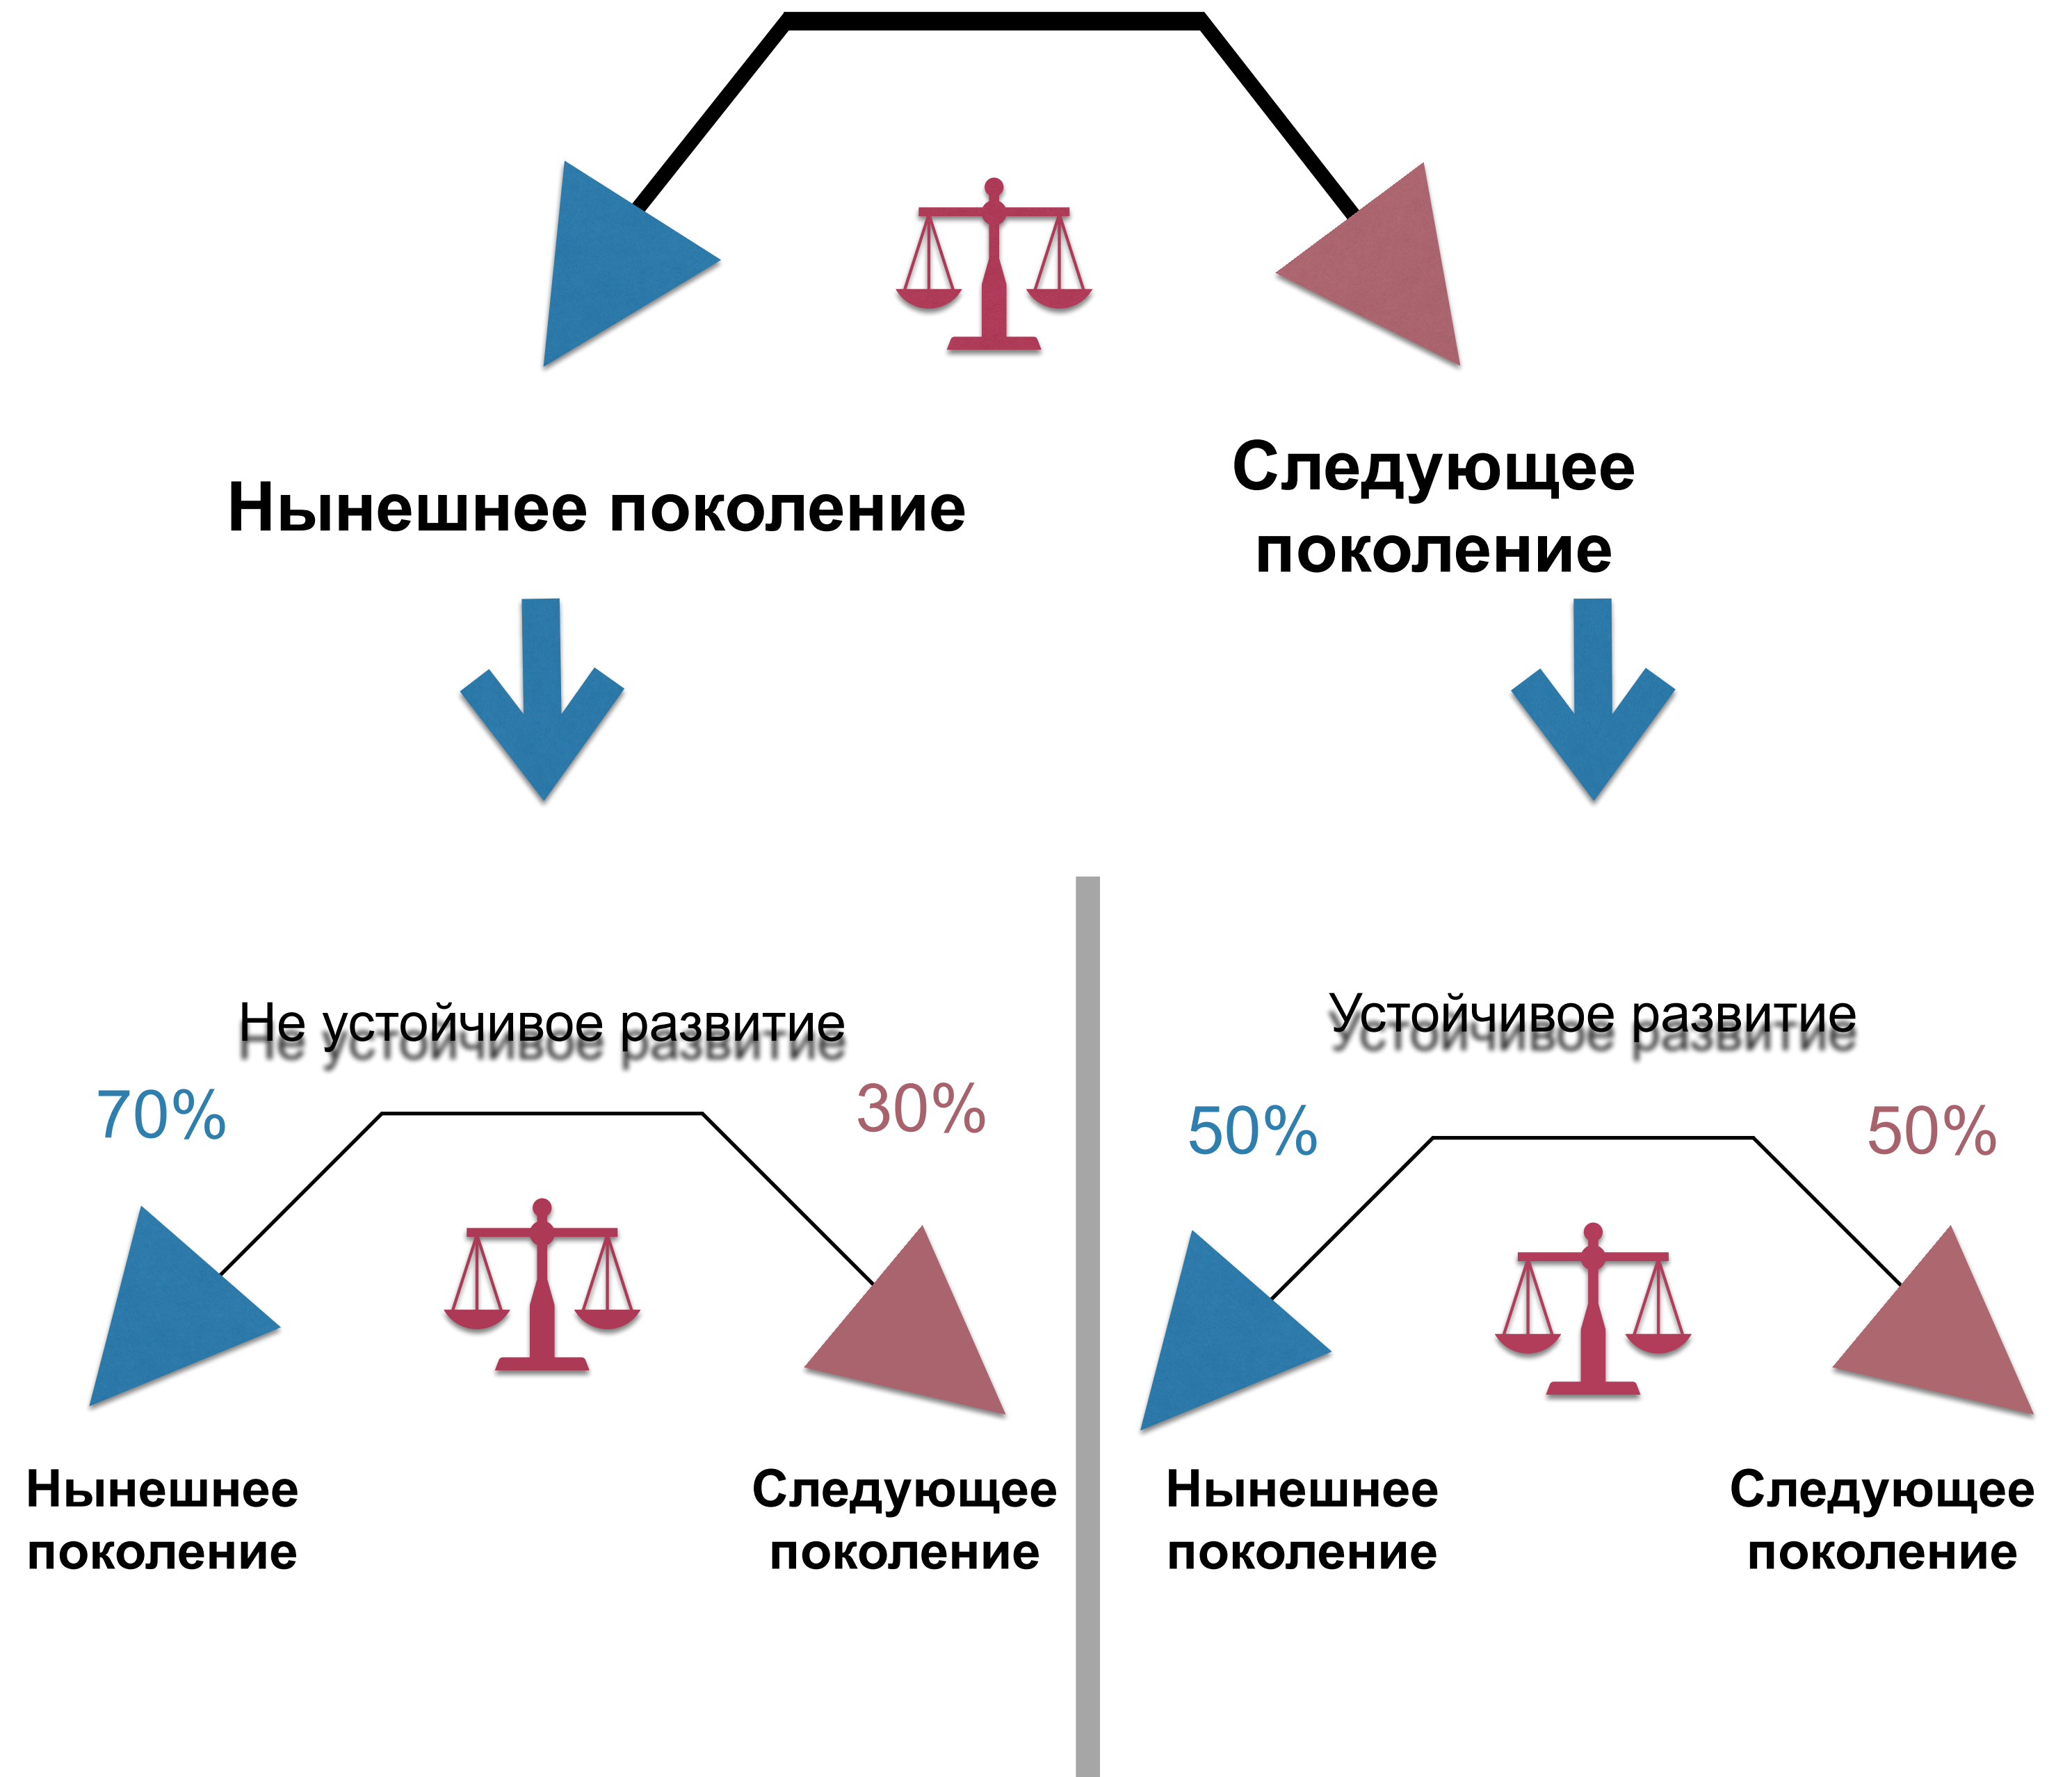 Нынешнее поколение
Следующее
поколение
Не устойчивое развитие
70%
30%
Нынешнее
поколение
Следующее
поколение
Устойчивое развитие
50%
50%
Нынешнее
поколение
Следующее
поколение